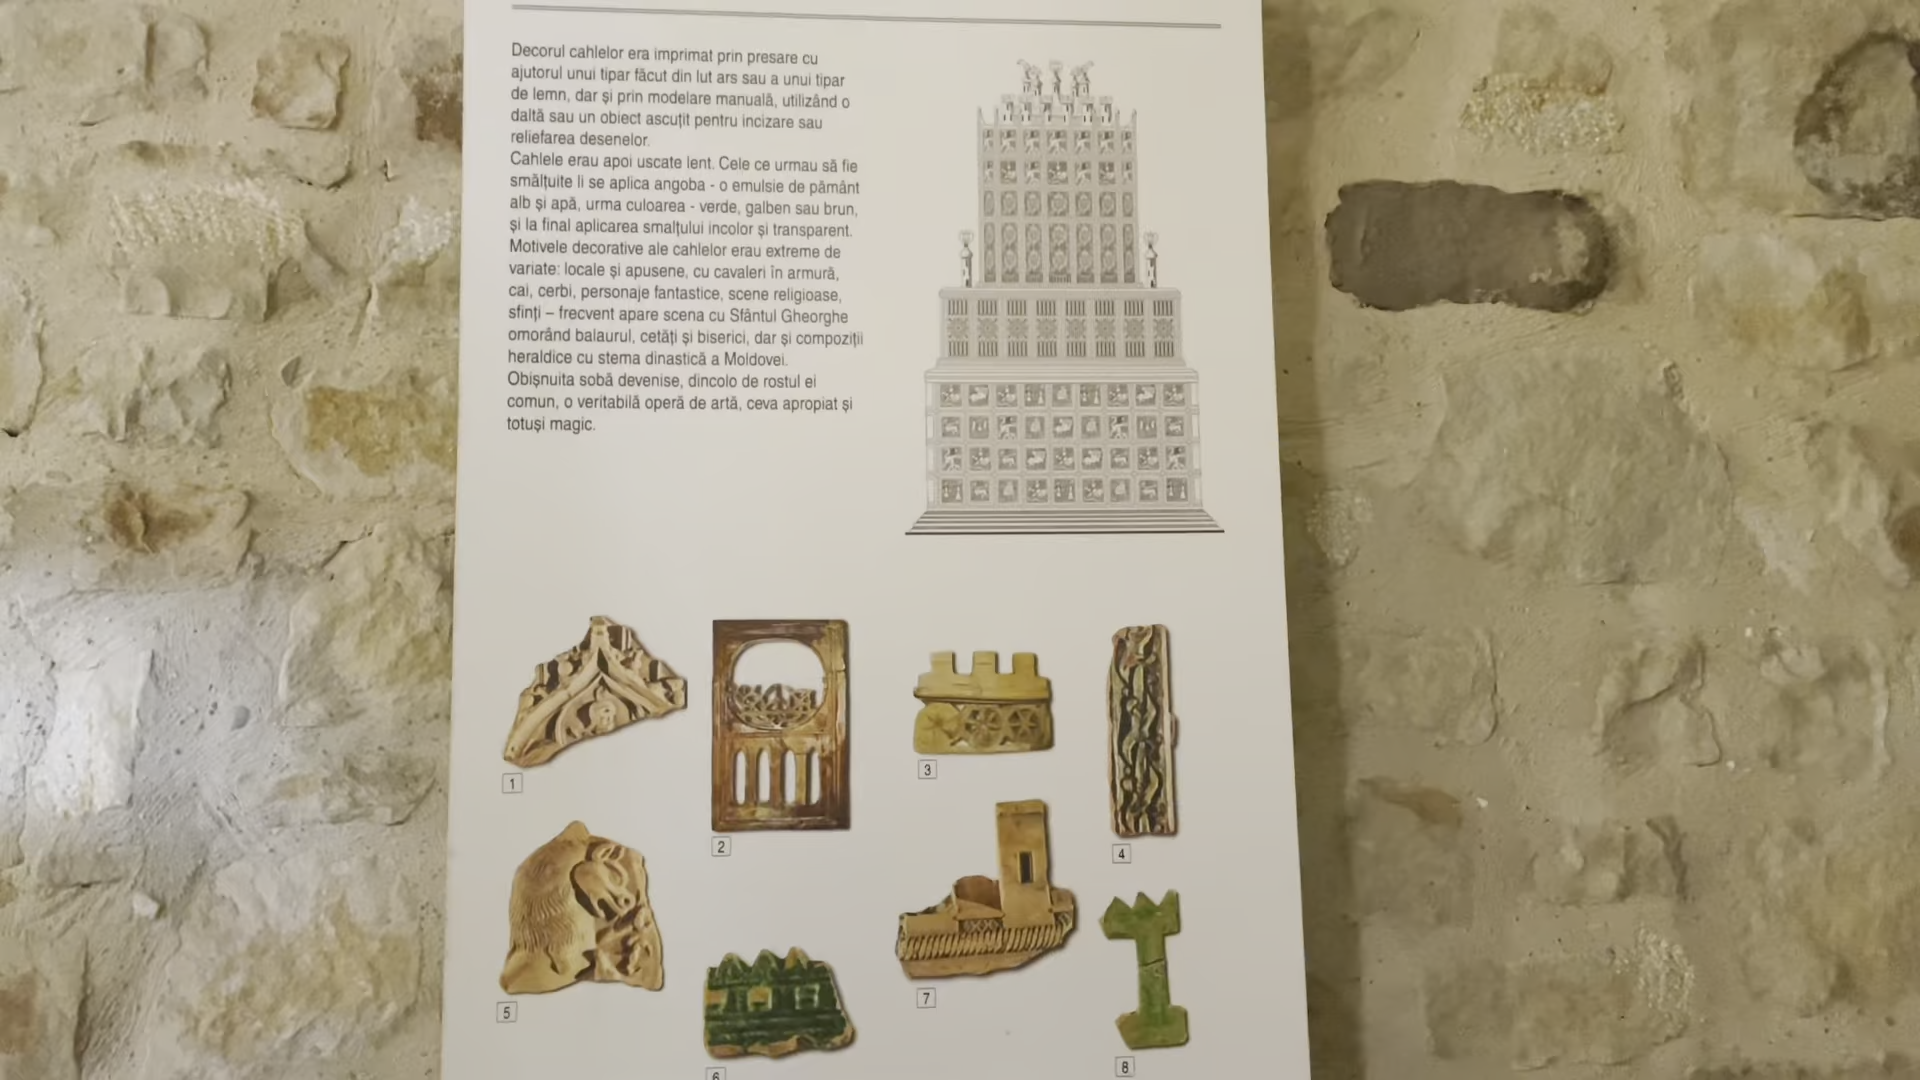 Decorul cahlelor era imprimat prin presare cu
ajutorul unui tipar făcut din lut ars sau a unui tipar
de lemn, dar și prin modelare manuală, utilizând o
daltă sau un obiect ascuțit pentru incizare sau
reliefarea desenelor.
Cahlele erau apoi uscate lent. Cele ce urmau să fie
smălțuite li se aplica angoba - o emulsie de pământ
alb și apă, urma culoarea - verde, galben sau brun,
și la final aplicarea smalțului incolor și transparent.
Motivele decorative ale cahlelor erau extreme de
variate: locale și apusene, cu cavaleri în armură,
cai, cerbi, personaje fantastice, scene religioase,
sfinți – frecvent apare scena cu Sfântul Gheorghe
omorând balaurul, cetăți și biserici, dar și compoziții
heraldice cu stema dinastică a Moldovei.
Obișnuita sobă devenise, dincolo de rostul ei
comun, o veritabilă operă de artă, ceva apropiat și
totuși magic.
1
2
3
4
5
6
7
8